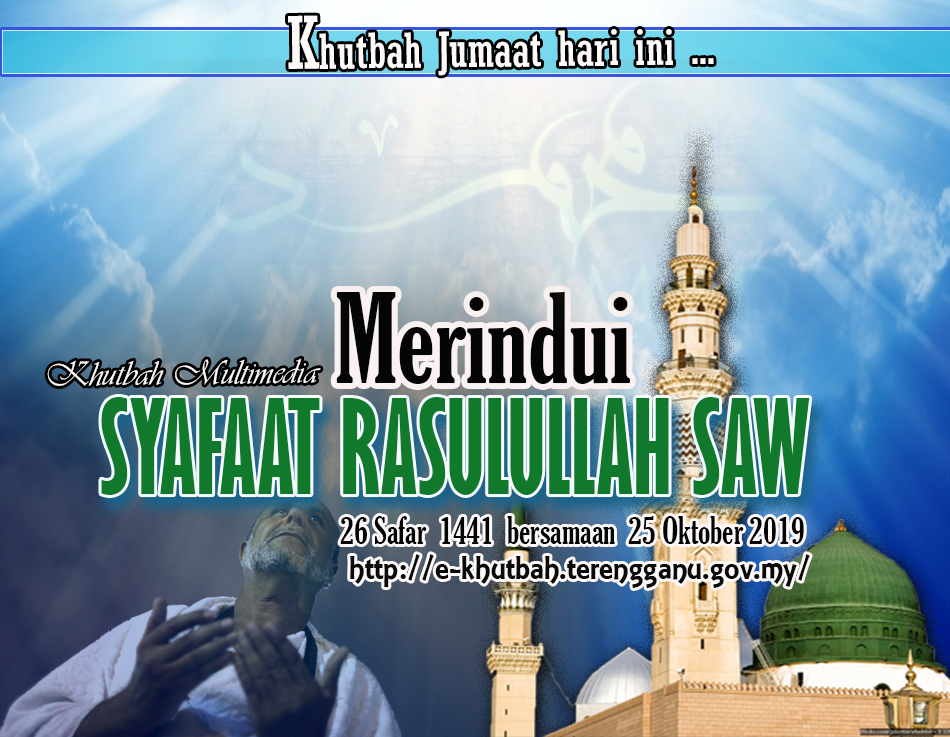 Khutbah Jumaat hari ini ...
محمد
Khutbah Multimedia Merindui
SYAFAAT RASULULLAH SAW
26 Safar 1441 bersamaan 25 Oktober 2019
http://e-khutbah.terengganu.gov.my/